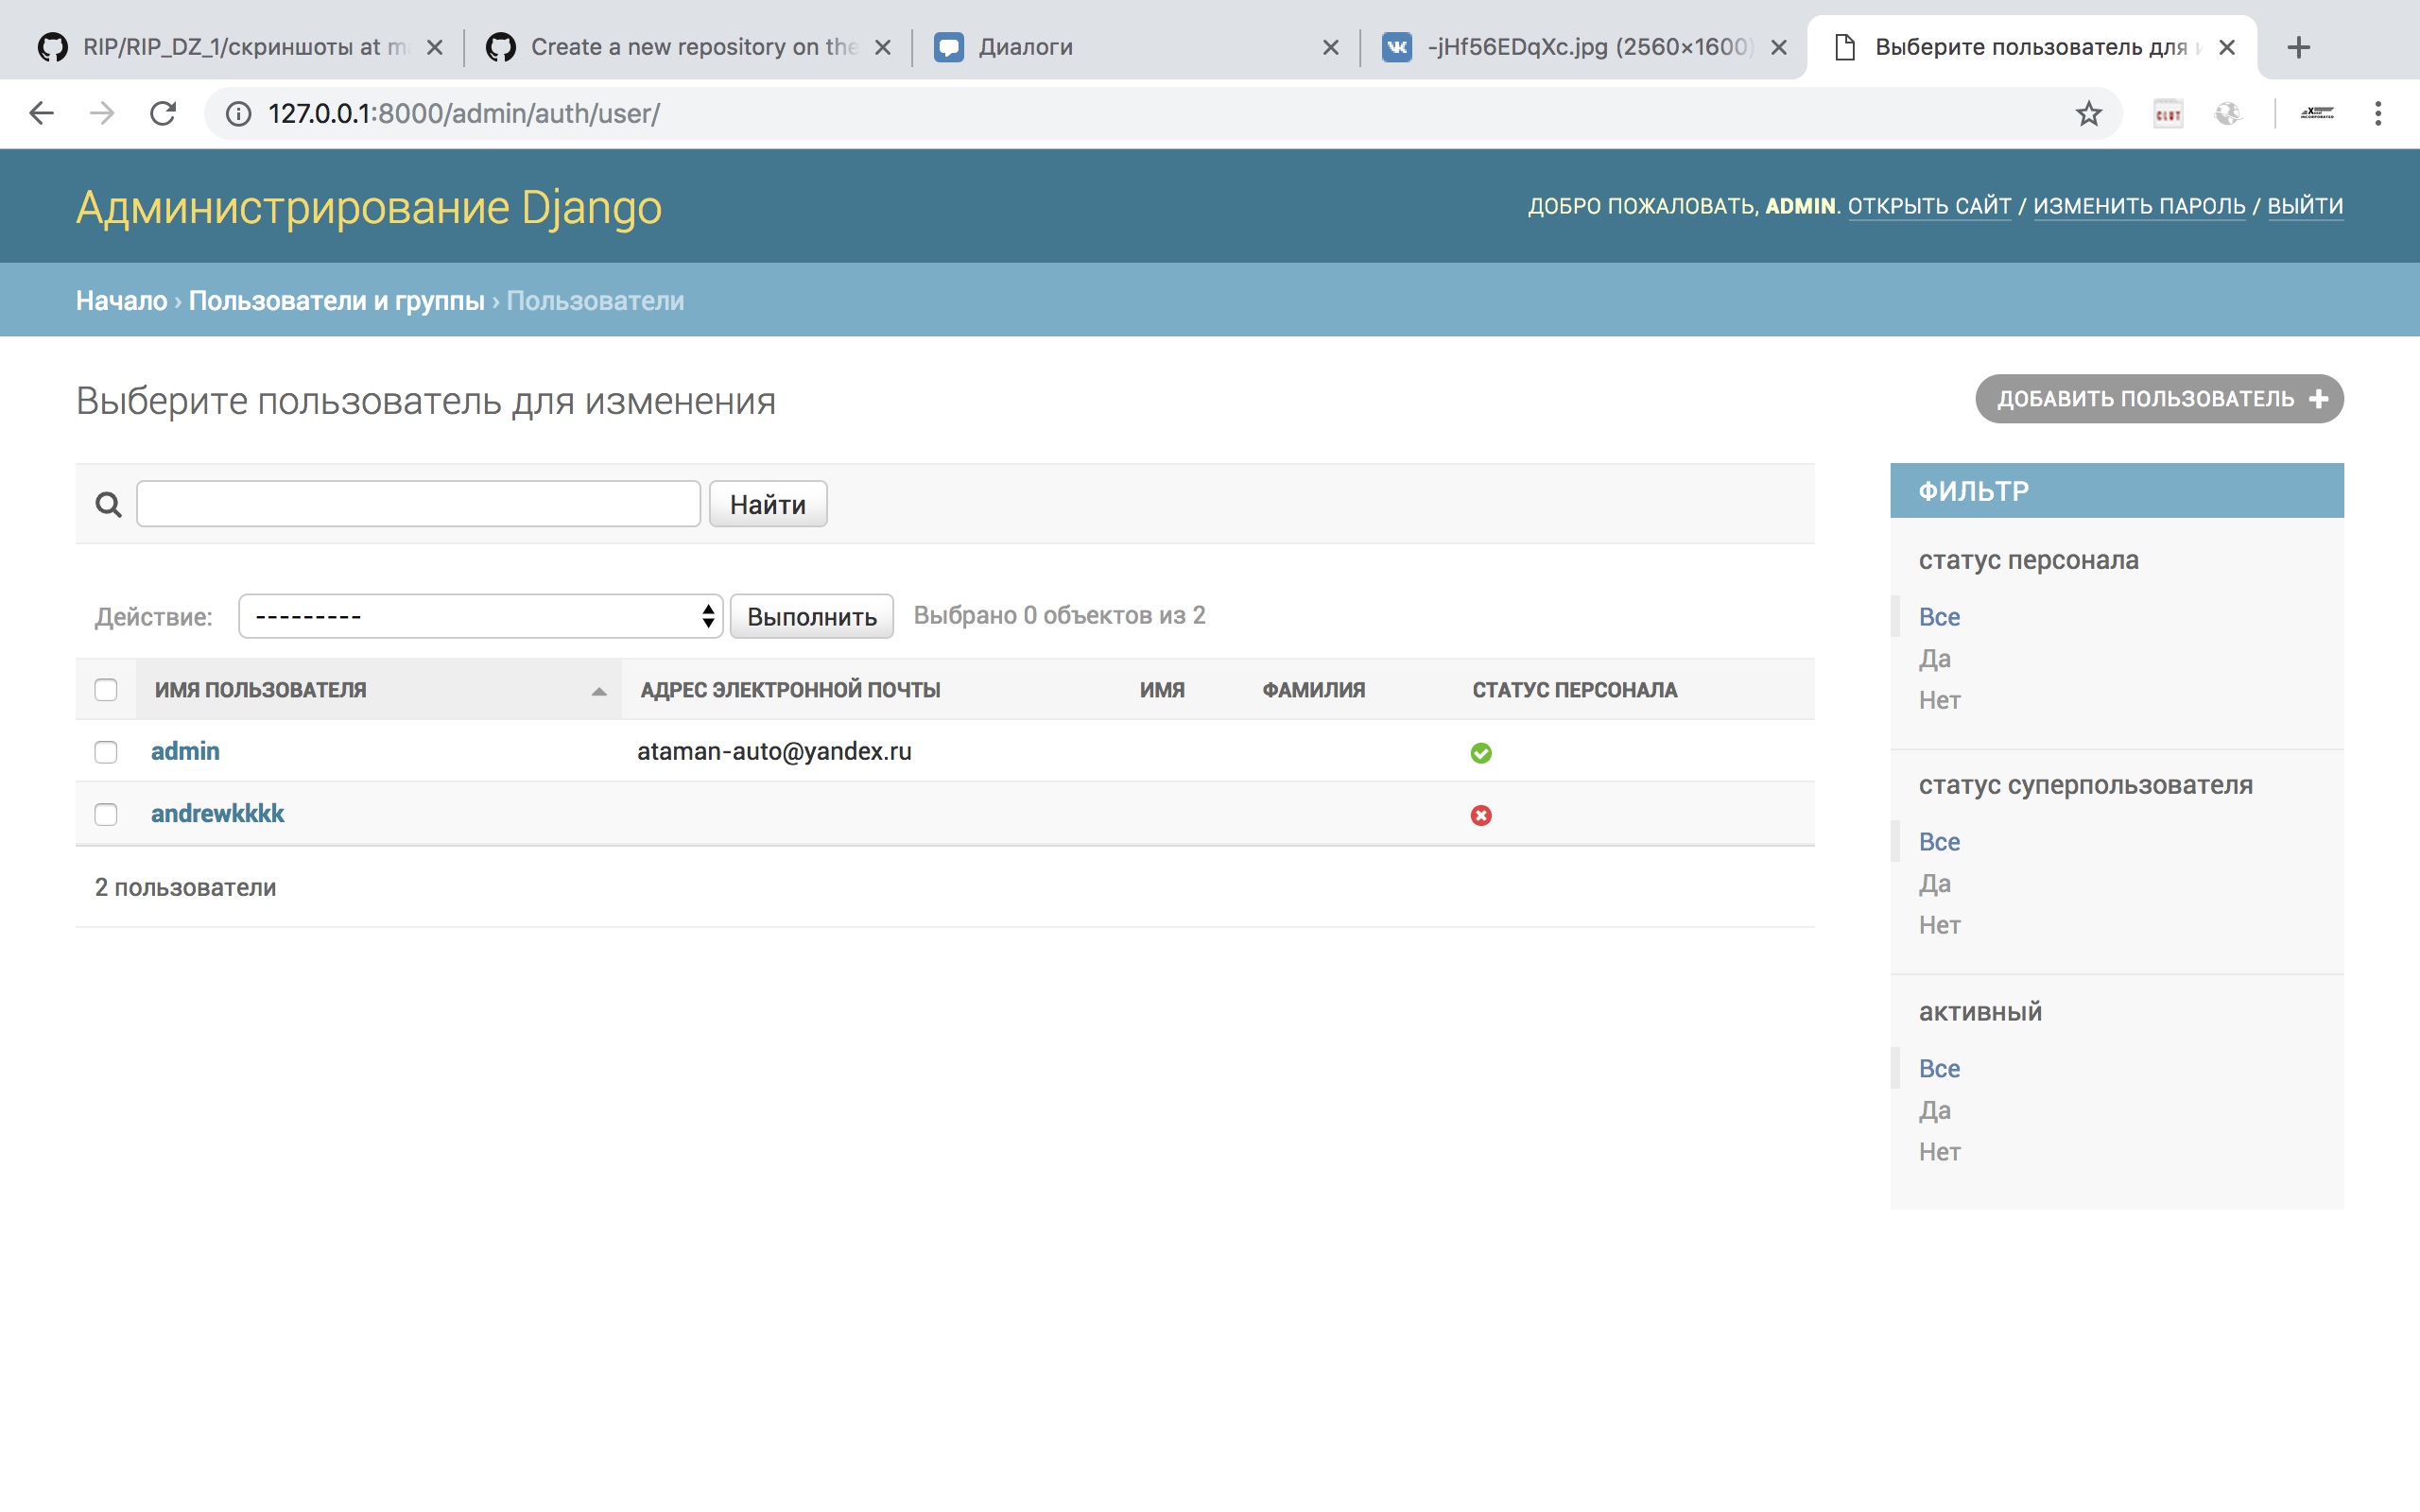 RIP/RIP_DZ_1/скриншоты at ma
Create a new repository on the
Диалоги
-jHf56EDqXc.jpg (2560×1600)
Выберите пользователь для и
127.0.0.1:8000/admin/auth/user/
Администрирование Django
ДОБРО ПОЖАЛОВАТЬ, ADMIN. ОТКРЫТЬ САЙТ / ИЗМЕНИТЬ ПАРОЛЬ / ВЫЙТИ
Начало › Пользователи и группы › Пользователи
Выберите пользователь для изменения
ДОБАВИТЬ ПОЛЬЗОВАТЕЛЬ
Найти
Действие: --------- Выполнить Выбрано 0 объектов из 2
ИМЯ ПОЛЬЗОВАТЕЛЯ АДРЕС ЭЛЕКТРОННОЙ ПОЧТЫ ИМЯ ФАМИЛИЯ СТАТУС ПЕРСОНАЛА
admin ataman-auto@yandex.ru
andrewkkkk
2 пользователи
ФИЛЬТР
статус персонала
Все
Да
Нет
статус суперпользователя
Все
Да
Нет
активный
Все
Да
Нет